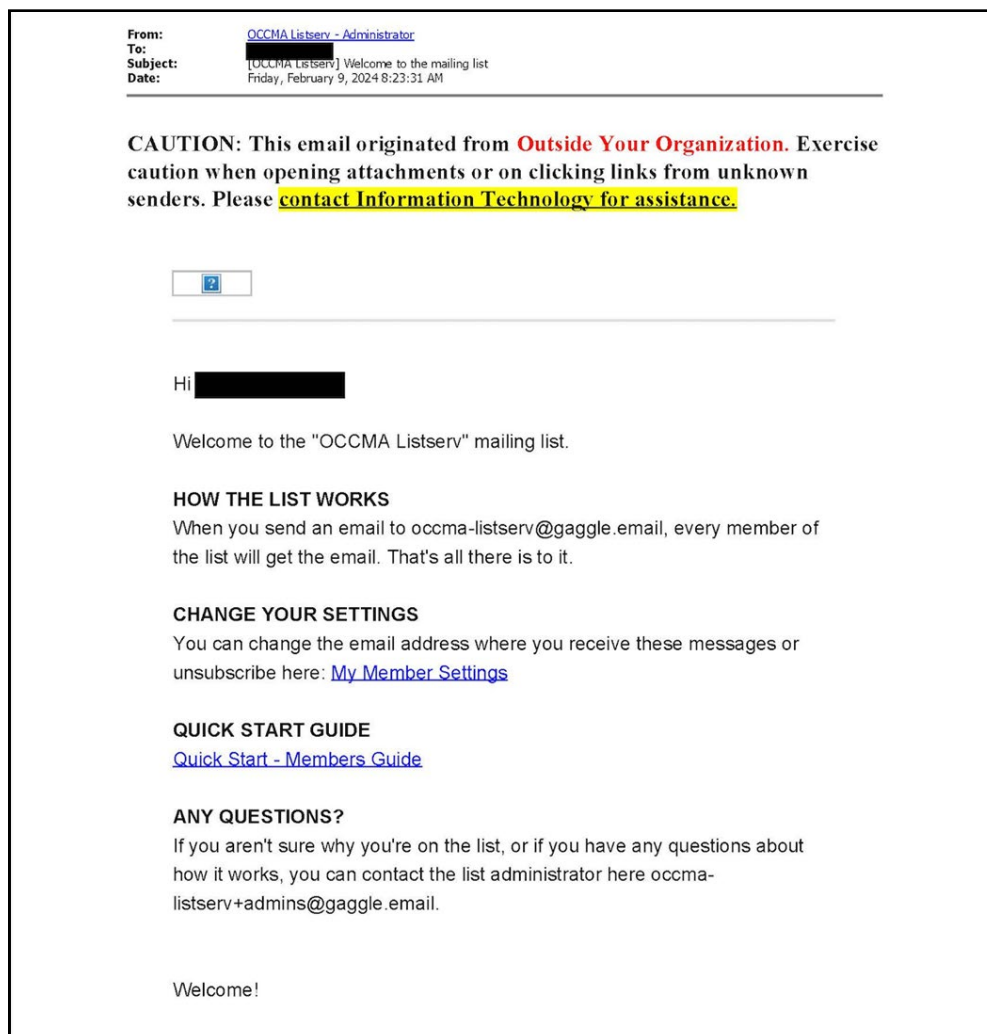 From: OCCMA Listserv - Administrator
To:
Subject: [OCCMA Listserv] Welcome to the mailing list
Date: Friday, February 9, 2024 8:23:31 AM
CAUTION: This email originated from Outside Your Organization. Exercise
caution when opening attachments or on clicking links from unknown
senders. Please contact Information Technology for assistance.
?
Hi
Welcome to the "OCCMA Listserv" mailing list.
HOW THE LIST WORKS
When you send an email to occma-listserv@gaggle.email, every member of
the list will get the email. That's all there is to it.
CHANGE YOUR SETTINGS
You can change the email address where you receive these messages or
unsubscribe here: My Member Settings
QUICK START GUIDE
Quick Start - Members Guide
ANY QUESTIONS?
If you aren't sure why you're on the list, or if you have any questions about
how it works, you can contact the list administrator here occma-
listserv+admins@gaggle.email.
Welcome!